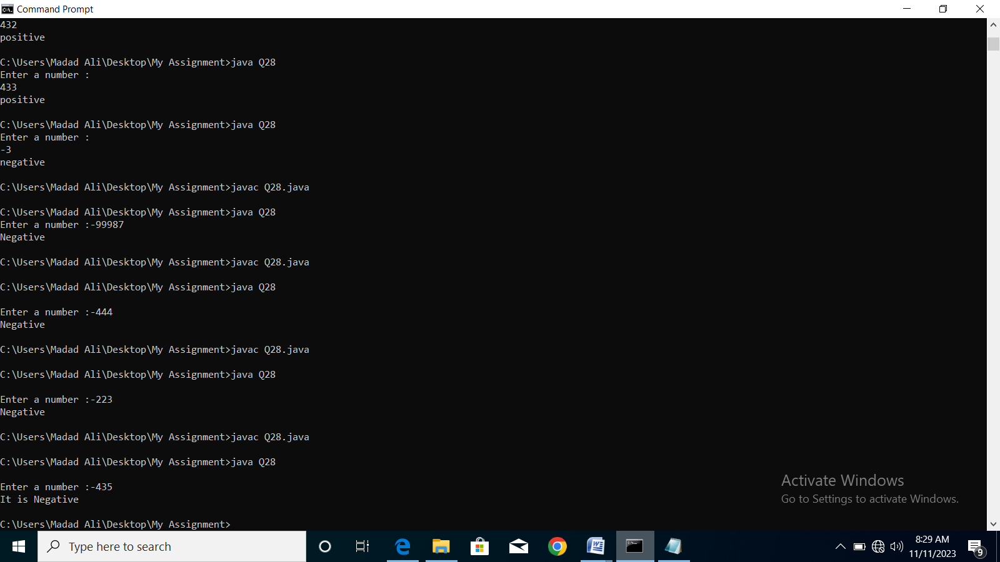 Command Prompt
432
positive
C:\Users\Madad Ali\Desktop\My Assignment>java Q28
Enter a number :
433
positive
C:\Users\Madad Ali\Desktop\My Assignment>java Q28
Enter a number :
-3
negative
C:\Users\Madad Ali\Desktop\My Assignment>javac Q28.java
C:\Users\Madad Ali\Desktop\My Assignment>java Q28
Enter a number :-99987
Negative
C:\Users\Madad Ali\Desktop\My Assignment>javac Q28.java
C:\Users\Madad Ali\Desktop\My Assignment>java Q28
Enter a number :-444
Negative
C:\Users\Madad Ali\Desktop\My Assignment>javac Q28.java
C:\Users\Madad Ali\Desktop\My Assignment>java Q28
Enter a number :-223
Negative
C:\Users\Madad Ali\Desktop\My Assignment>javac Q28.java
C:\Users\Madad Ali\Desktop\My Assignment>java Q28
Enter a number :-435
It is Negative
C:\Users\Madad Ali\Desktop\My Assignment>
Activate Windows
Go to Settings to activate Windows.
Type here to search
8:29 AM
11/11/2023
9